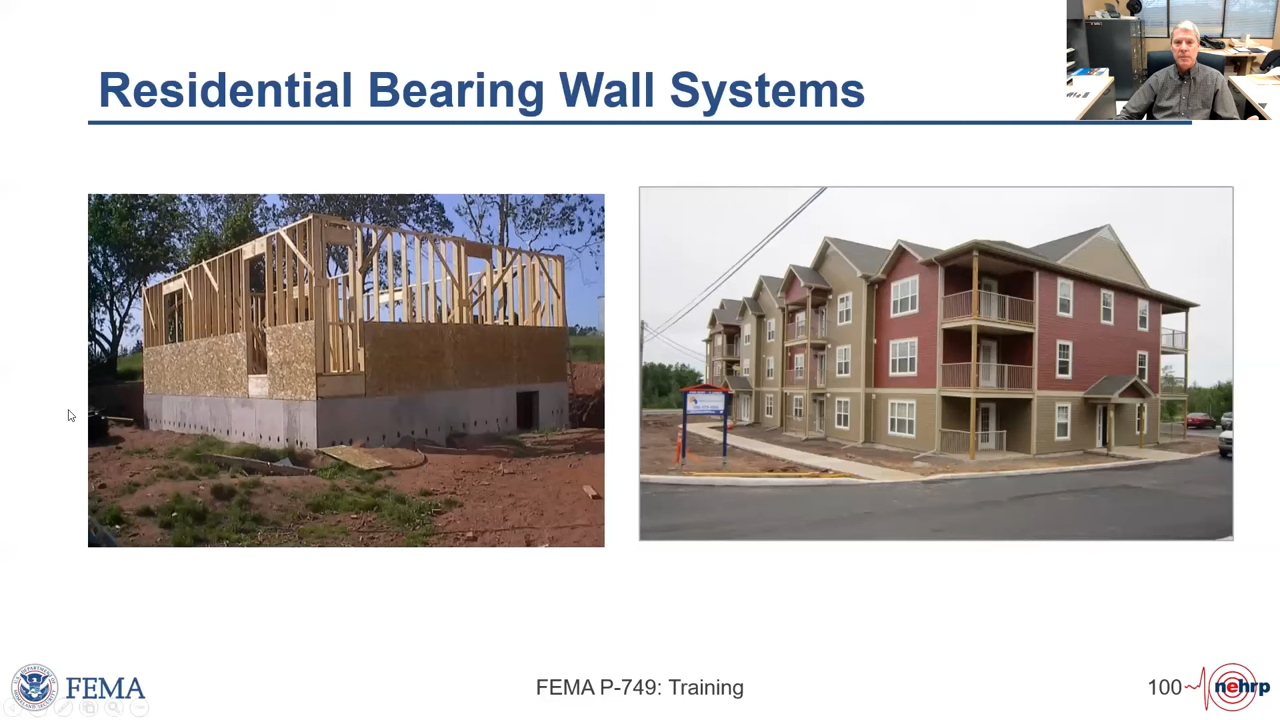 Residential Bearing Wall Systems
FEMA
FEMA P-749: Training
100
nehrp